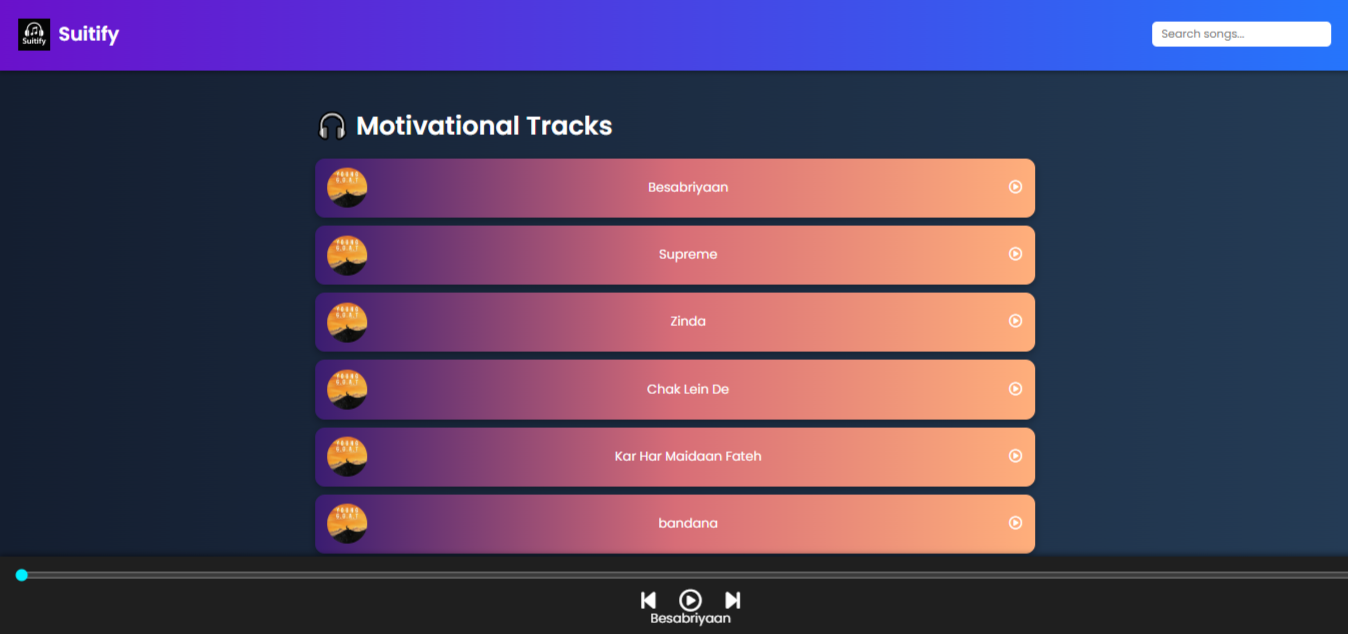 Suitify
Suitify
Search songs...
Motivational Tracks
Besabriyaan
Supreme
Zinda
Chak Lein De
Kar Har Maidaan Fateh
bandana
Besabriyaan